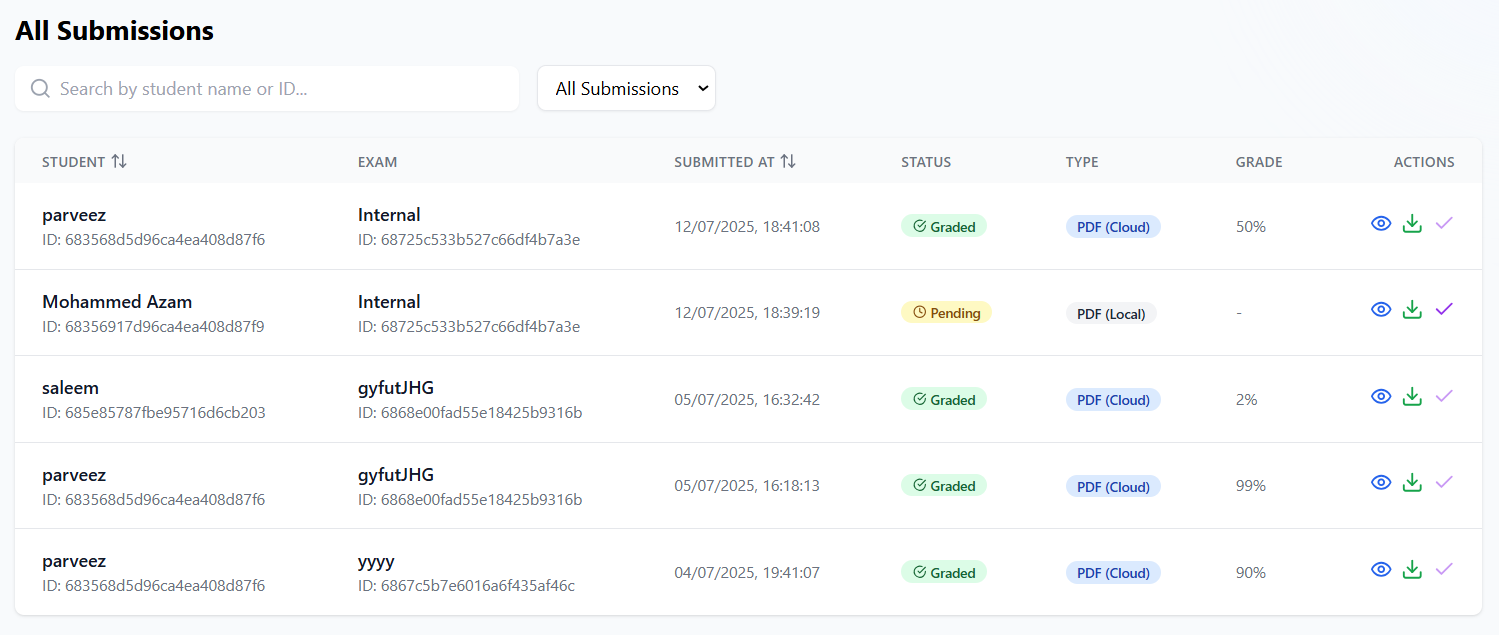 All Submissions
Search by student name or ID...
All Submissions
STUDENT EXAM SUBMITTED AT STATUS TYPE GRADE ACTIONS
parveez Internal
ID: 683568d5d96ca4ea408d87f6 ID: 68725c533b527c66df4b7a3e 12/07/2025, 18:41:08 Graded PDF (Cloud) 50%
Mohammed Azam Internal
ID: 68356917d96ca4ea408d87f9 ID: 68725c533b527c66df4b7a3e 12/07/2025, 18:39:19 Pending PDF (Local) -
saleem gyfutJHG
ID: 685e85787fbe95716d6cb203 ID: 6868e00fad55e18425b9316b 05/07/2025, 16:32:42 Graded PDF (Cloud) 2%
parveez gyfutJHG
ID: 683568d5d96ca4ea408d87f6 ID: 6868e00fad55e18425b9316b 05/07/2025, 16:18:13 Graded PDF (Cloud) 99%
parveez yyyy
ID: 683568d5d96ca4ea408d87f6 ID: 6867c5b7e6016a6f435af46c 04/07/2025, 19:41:07 Graded PDF (Cloud) 90%